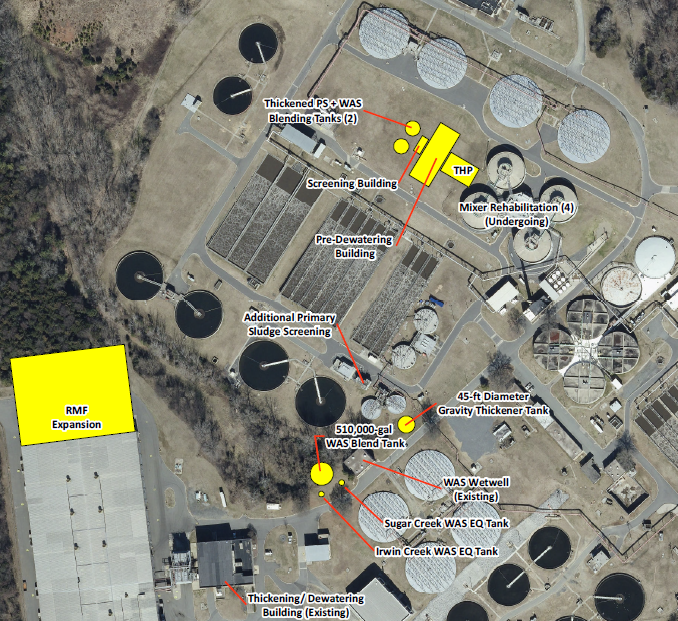 Thickened PS + WAS
Blending Tanks (2)
THP
Screening Building
Mixer Rehabilitation (4)
(Undergoing)
Pre-Dewatering
Building
Additional Primary
Sludge Screening
RMF
Expansion
45-ft Diameter
Gravity Thickener Tank
510,000-gal
WAS Blend Tank
WAS Wetwell
(Existing)
Sugar Creek WAS EQ Tank
Irwin Creek WAS EQ Tank
Thickening/ Dewatering
Building (Existing)